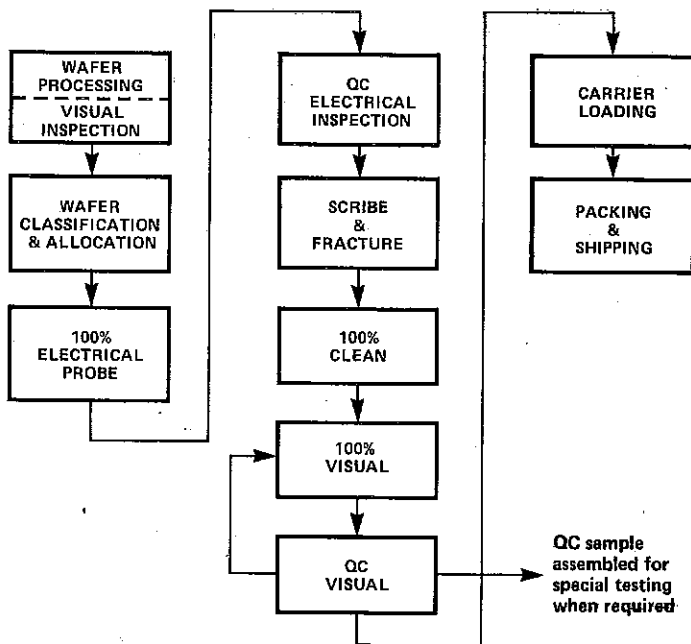 WAFER
PROCESSING
VISUAL
INSPECTION
WAFER
CLASSIFICATION
& ALLOCATION
100%
ELECTRICAL
PROBE
QC
ELECTRICAL
INSPECTION
SCRIBE
&
FRACTURE
100%
CLEAN
100%
VISUAL
QC
VISUAL
QC sample
assembled for
special testing
when required
CARRIER
LOADING
PACKING
&
SHIPPING